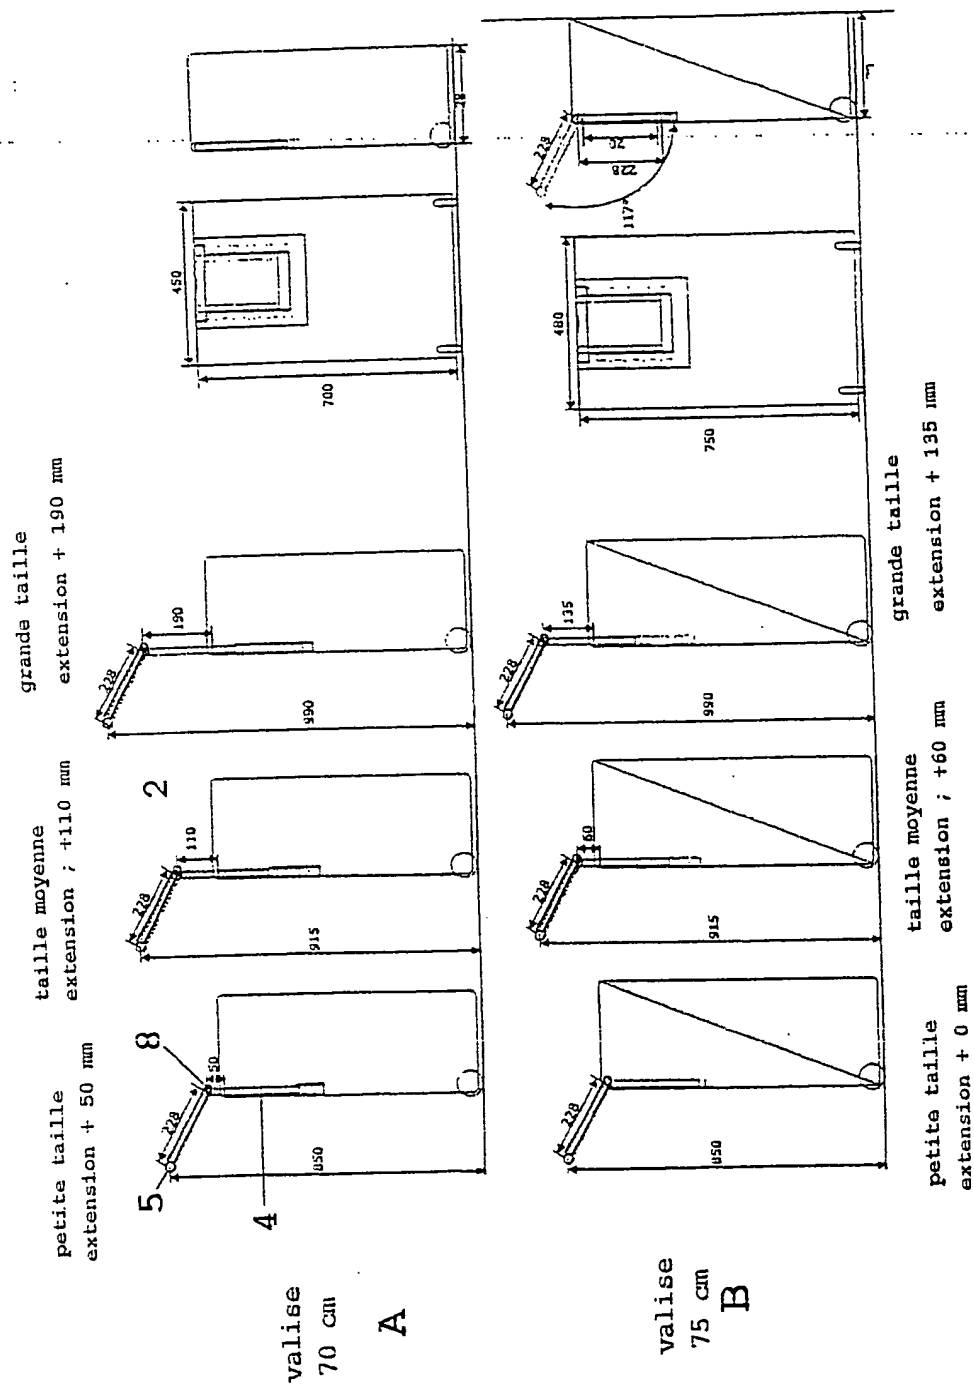 petite taille
extension + 50 mm
taille moyenne
extension ; +110 mm
grande taille
extension + 190 mm
valise
70 cm
A
5
8
4
2
228
50
850
228
110
915
228
190
990
700
450
valise
75 cm
B
228
850
228
60
915
228
135
990
750
480
228
117°
228
petite taille
extension + 0 mm
taille moyenne
extension ; +60 mm
grande taille
extension + 135 mm